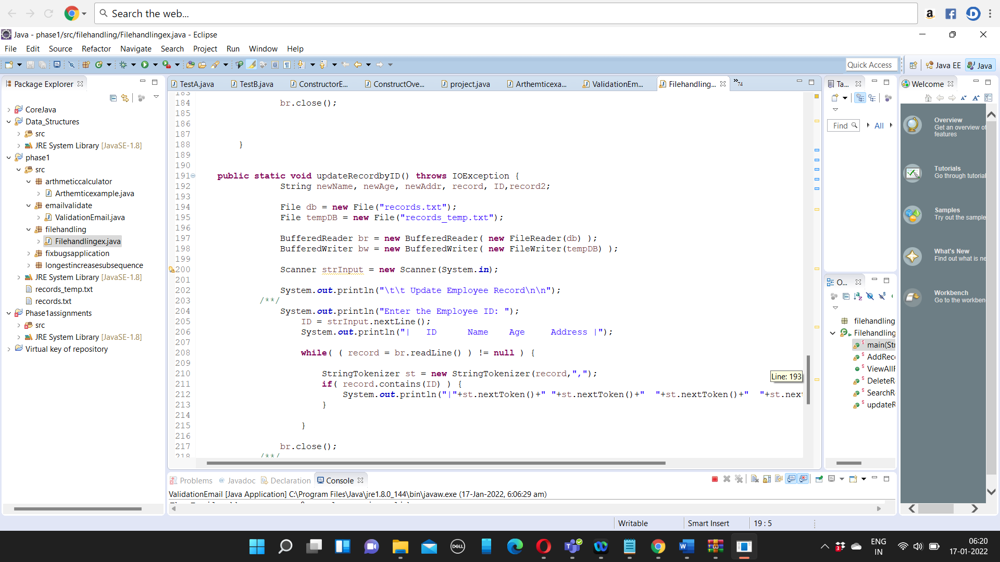 Search the web...
Java - phase1/src/filehandling/Filehandlingex.java - Eclipse
File Edit Source Refactor Navigate Search Project Run Window Help
Quick Access
Java EE
Java
Package Explorer
CoreJava
Data_Structures
src
JRE System Library [JavaSE-1.8]
phase1
src
arthmeticcalculator
Arthemticexample.java
emailvalidate
ValidationEmail.java
filehandling
Filehandlingex.java
fixbugsapplication
longestincreasesubsequence
JRE System Library [JavaSE-1.8]
records_temp.txt
records.txt
Phase1assignments
src
JRE System Library [JavaSE-1.8]
Virtual key of repository
TestA.java TestB.java ConstructorE... ConstructOve... project.java Arthemticexa... ValidationEm... Filehandling... »74
183
184 br.close();
185
186
187
188 }
189
190
191 public static void updateRecordbyID() throws IOException {
192 String newName, newAge, newAddr, record, ID,record2;
193
194 File db = new File("records.txt");
195 File tempDB = new File("records_temp.txt");
196
197 BufferedReader br = new BufferedReader( new FileReader(db) );
198 BufferedWriter bw = new BufferedWriter( new FileWriter(tempDB) );
199
200 Scanner strInput = new Scanner(System.in);
201
202 System.out.println("\t\t Update Employee Record\n\n");
203 /**/
204 System.out.println("Enter the Employee ID: ");
205 ID = strInput.nextLine();
206 System.out.println("|   ID      Name    Age     Address |");
207
208 while( ( record = br.readLine() ) != null ) {
209
210 StringTokenizer st = new StringTokenizer(record,",");
211 if( record.contains(ID) ) {
212 System.out.println("|"+st.nextToken()+" "+st.nextToken()+"  "+st.nextToken()+"  "+st.nex
213 }
214
215 }
216
217 br.close();
218 /**/
Line: 193
Ta...
Find All
O...
filehandling
Filehandling
main(Str
AddReco
ViewAllR
DeleteR
SearchR
updateR
Welcome
Overview
Get an overview of
features
Tutorials
Go through tutorial
Samples
Try out the sample
What's New
Find out what is ne
Workbench
Go to the workben
Problems Javadoc Declaration Console
ValidationEmail [Java Application] C:\Program Files\Java\jre1.8.0_144\bin\javaw.exe (17-Jan-2022, 6:06:29 am)
Writable Smart Insert 19 : 5
DELL
ENG
IN
06:20
17-01-2022